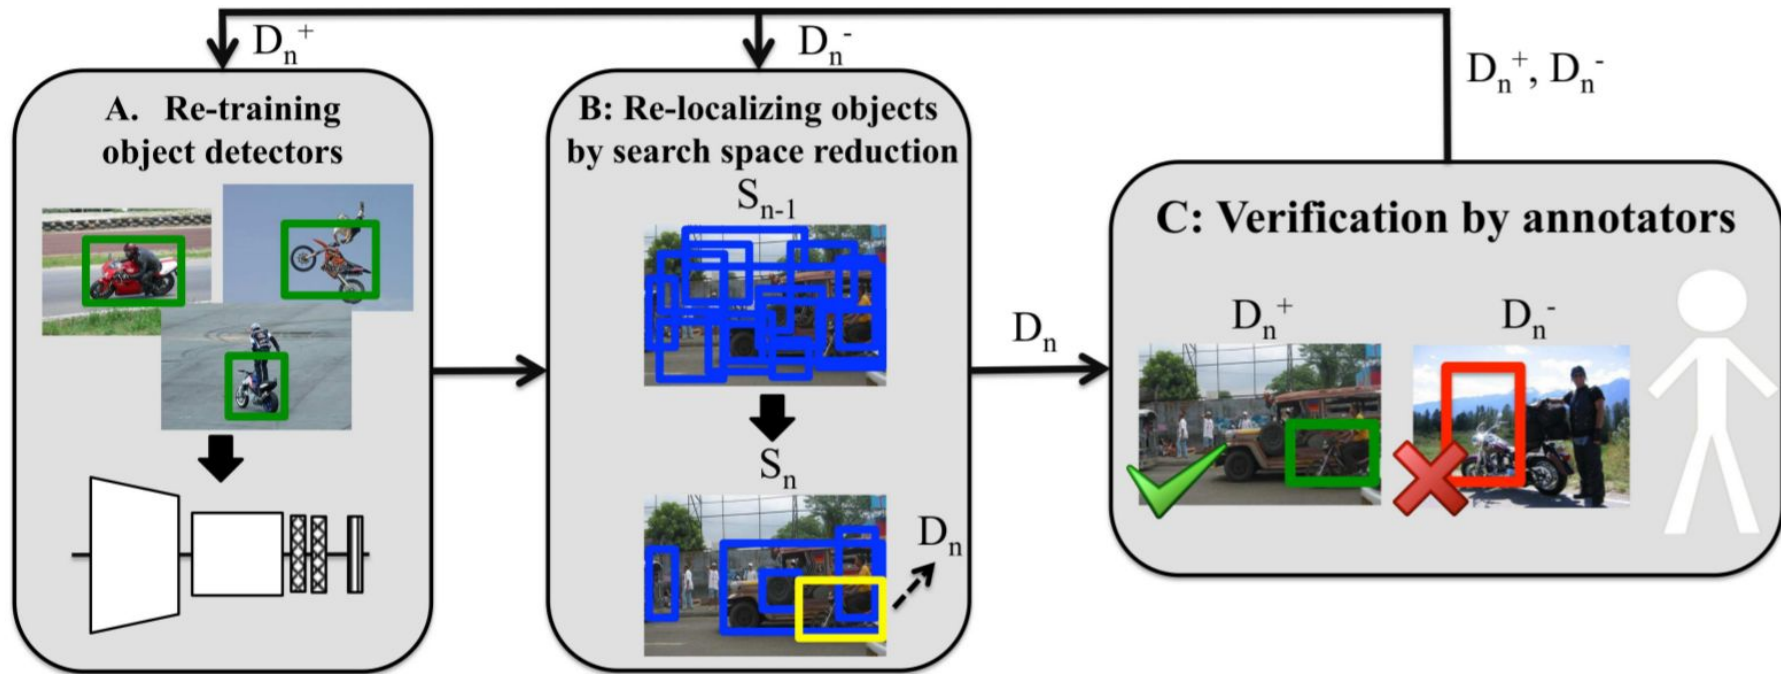 Dn+
Dn-
Dn+, Dn-
A. Re-training
object detectors
B: Re-localizing objects
by search space reduction
Sn-1
Sn
Dn
Dn
C: Verification by annotators
Dn+
Dn-